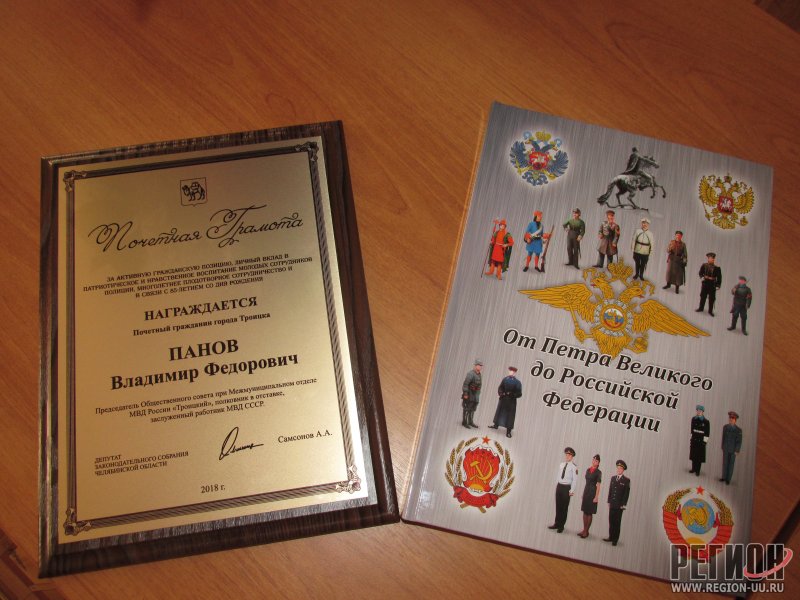 Почетная Грамота
ЗА АКТИВНУЮ ГРАЖДАНСКУЮ ПОЗИЦИЮ, ЛИЧНЫЙ ВКЛАД В
ПАТРИОТИЧЕСКОЕ И НРАВСТВЕННОЕ ВОСПИТАНИЕ МОЛОДЫХ СОТРУДНИКОВ
ПОЛИЦИИ, МНОГОЛЕТНЕЕ ПЛОДОТВОРНОЕ СОТРУДНИЧЕСТВО И
В СВЯЗИ С 85-ЛЕТИЕМ СО ДНЯ РОЖДЕНИЯ
НАГРАЖДАЕТСЯ
Почетный гражданин города Троицка
ПАНОВ
Владимир Федорович
Председатель Общественного совета при Межмуниципальном отделе
МВД России «Троицкий», полковник в отставке,
заслуженный работник МВД СССР.
ДЕПУТАТ
ЗАКОНОДАТЕЛЬНОГО СОБРАНИЯ
ЧЕЛЯБИНСКОЙ ОБЛАСТИ
Самсонов А.А.
2018 г.
От Петра Великого
до Российской
Федерации
РЕГИОН
WWW.REGION-UU.RU